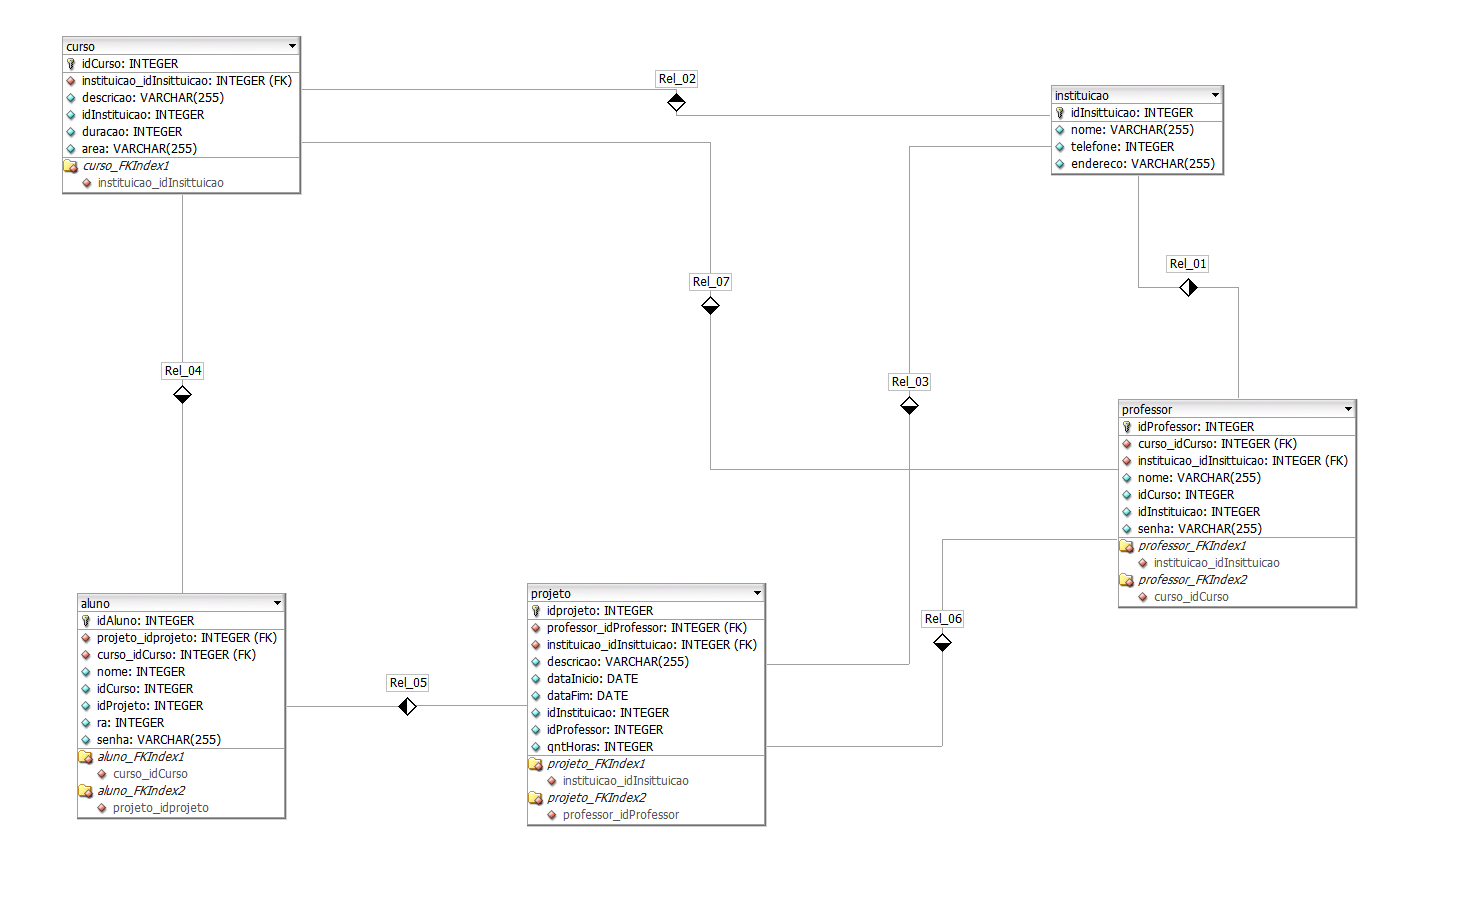 curso
idCurso: INTEGER
instituicao_idInsittuicao: INTEGER (FK)
descricao: VARCHAR(255)
idInstituicao: INTEGER
duracao: INTEGER
area: VARCHAR(255)
curso_FKIndex1
instituicao_idInsittuicao
Rel_02
instituicao
idInsittuicao: INTEGER
nome: VARCHAR(255)
telefone: INTEGER
endereco: VARCHAR(255)
Rel_07
Rel_01
Rel_04
Rel_03
professor
idProfessor: INTEGER
curso_idCurso: INTEGER (FK)
instituicao_idInsittuicao: INTEGER (FK)
nome: VARCHAR(255)
idCurso: INTEGER
idInstituicao: INTEGER
senha: VARCHAR(255)
professor_FKIndex1
instituicao_idInsittuicao
professor_FKIndex2
curso_idCurso
aluno
idAluno: INTEGER
projeto_idprojeto: INTEGER (FK)
curso_idCurso: INTEGER (FK)
nome: INTEGER
idCurso: INTEGER
idProjeto: INTEGER
ra: INTEGER
senha: VARCHAR(255)
aluno_FKIndex1
curso_idCurso
aluno_FKIndex2
projeto_idprojeto
Rel_05
projeto
idprojeto: INTEGER
professor_idProfessor: INTEGER (FK)
instituicao_idInsittuicao: INTEGER (FK)
descricao: VARCHAR(255)
dataInicio: DATE
dataFim: DATE
idInstituicao: INTEGER
idProfessor: INTEGER
qntHoras: INTEGER
projeto_FKIndex1
instituicao_idInsittuicao
projeto_FKIndex2
professor_idProfessor
Rel_06